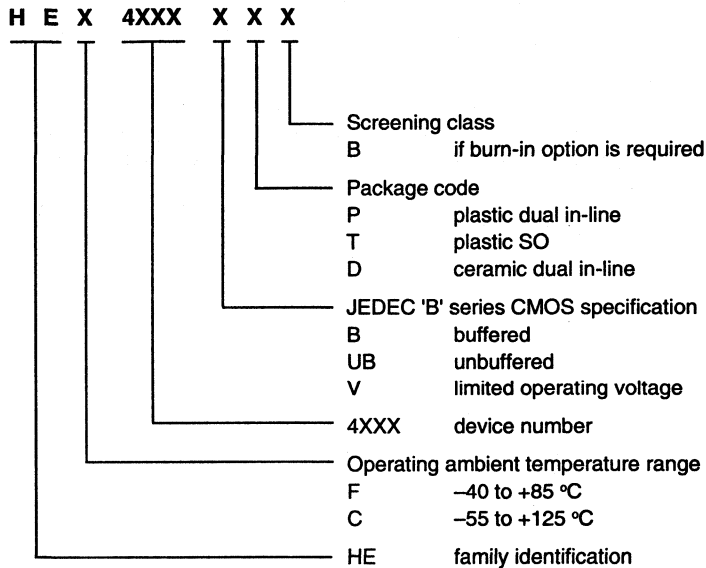 H E X 4XXX X X X
Screening class
B if burn-in option is required
Package code
P plastic dual in-line
T plastic SO
D ceramic dual in-line
JEDEC 'B' series CMOS specification
B buffered
UB unbuffered
V limited operating voltage
4XXX device number
Operating ambient temperature range
F –40 to +85 ºC
C –55 to +125 ºC
HE family identification